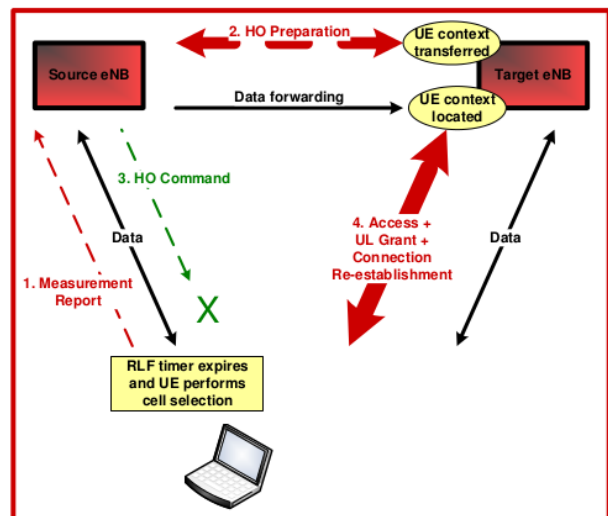 2. HO Preparation
UE context
transferred
Source eNB
Target eNB
Data forwarding
UE context
located
3. HO Command
4. Access +
UL Grant +
Connection
Re-establishment
Data
Data
1. Measurement
Report
X
RLF timer expires
and UE performs
cell selection